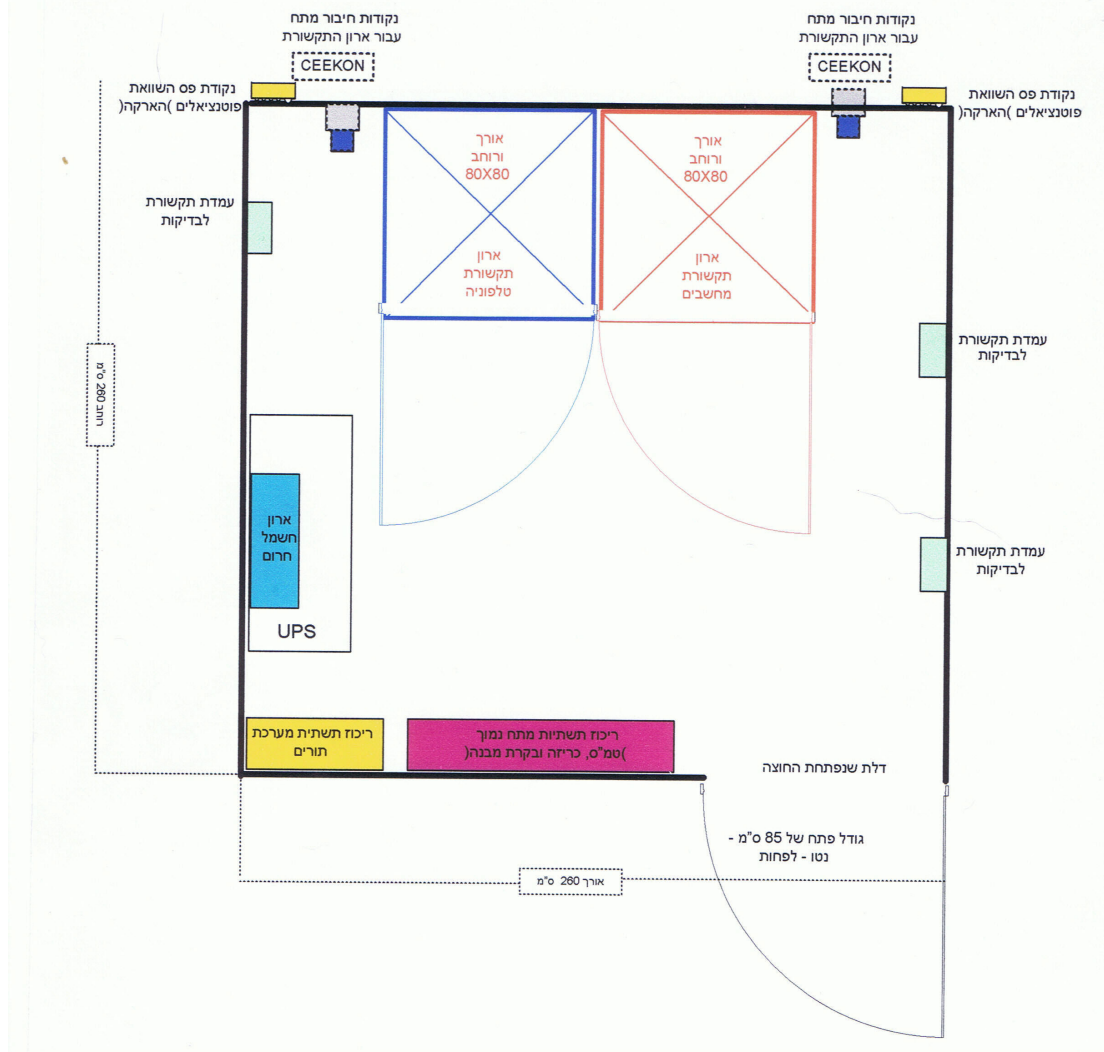 נקודות חיבור מתח
עבור ארון התקשורת
CEEKON
נקודות חיבור מתח
עבור ארון התקשורת
CEEKON
נקודת פס השוואת
פוטנציאלים )הארקה(
נקודת פס השוואת
פוטנציאלים )הארקה(
אורך
ורוחב
80X80
ארון
תקשורת
מחשבים
אורך
ורוחב
80X80
ארון
תקשורת
טלפוניה
עמדת תקשורת
לבדיקות
עמדת תקשורת
לבדיקות
רוחב 260 ס"מ
ארון
חשמל
חרום
UPS
עמדת תקשורת
לבדיקות
ריכוז תשתיות מתח נמוך
)טמ"ס, כריזה ובקרת מבנה(
ריכוז תשתית מערכת
תורים
דלת שנפתחת החוצה
גודל פתח של 85 ס"מ -
נטו - לפחות
אורך 260 ס"מ